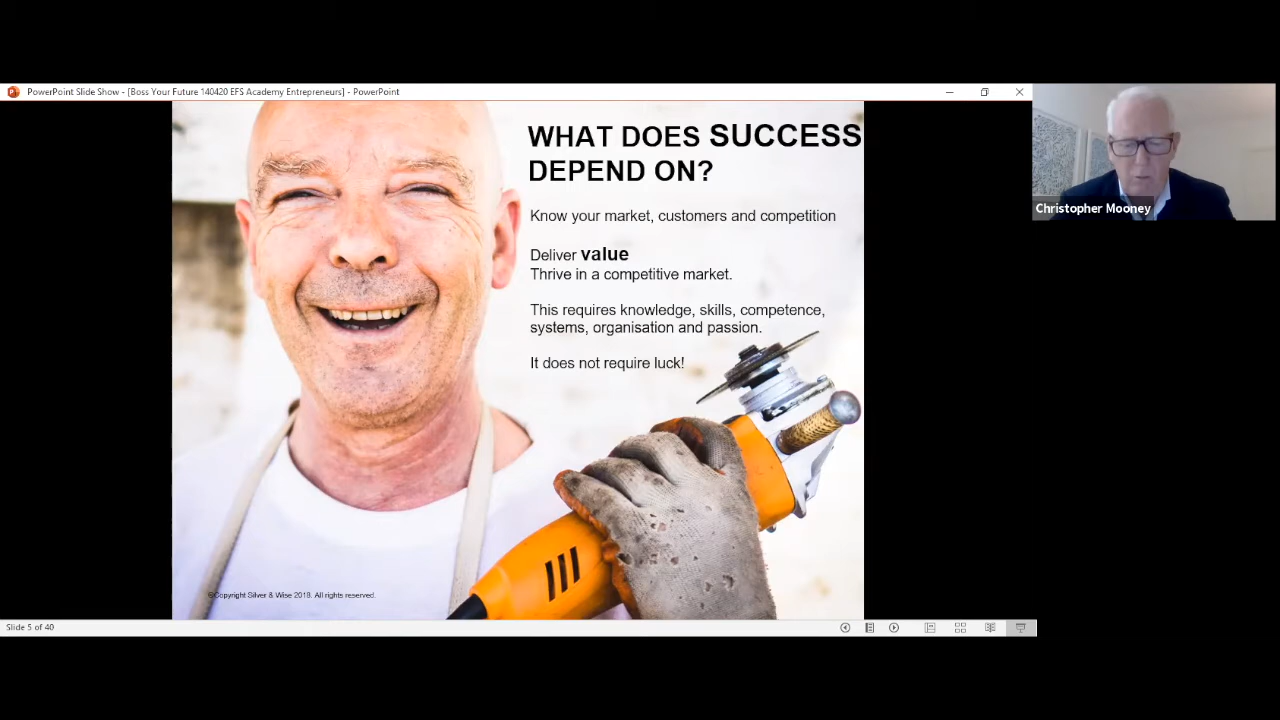 PowerPoint Slide Show - [Boss Your Future 140420 EFS Academy Entrepreneurs] - PowerPoint
WHAT DOES SUCCESS
DEPEND ON?
Know your market, customers and competition
Deliver value
Thrive in a competitive market.
This requires knowledge, skills, competence,
systems, organisation and passion.
It does not require luck!
©Copyright Silver & Wise 2018. All rights reserved.
Slide 5 of 40
Christopher Mooney